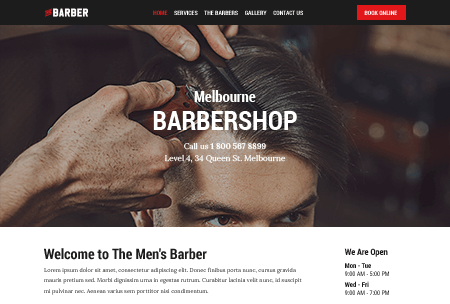 BARBER
HOME SERVICES THE BARBERS GALLERY CONTACT US
BOOK ONLINE
Melbourne
BARBERSHOP
Call us 1 800 567 8899
Level 4, 34 Queen St. Melbourne
Welcome to The Men's Barber
Lorem ipsum dolor sit amet, consectetur adipiscing elit. Donec finibus porta nunc, cursus gravida
mauris pretium sed. Morbi dignissim urna in egestas rutrum. Curabitur lacinia velit nunc, id suscipit
mi pulvinar nec. Aenean varius sem porttitor nisi condimentum.
We Are Open
Mon - Tue
9:00 AM - 5:00 PM
Wed - Fri
9:00 AM - 7:00 PM